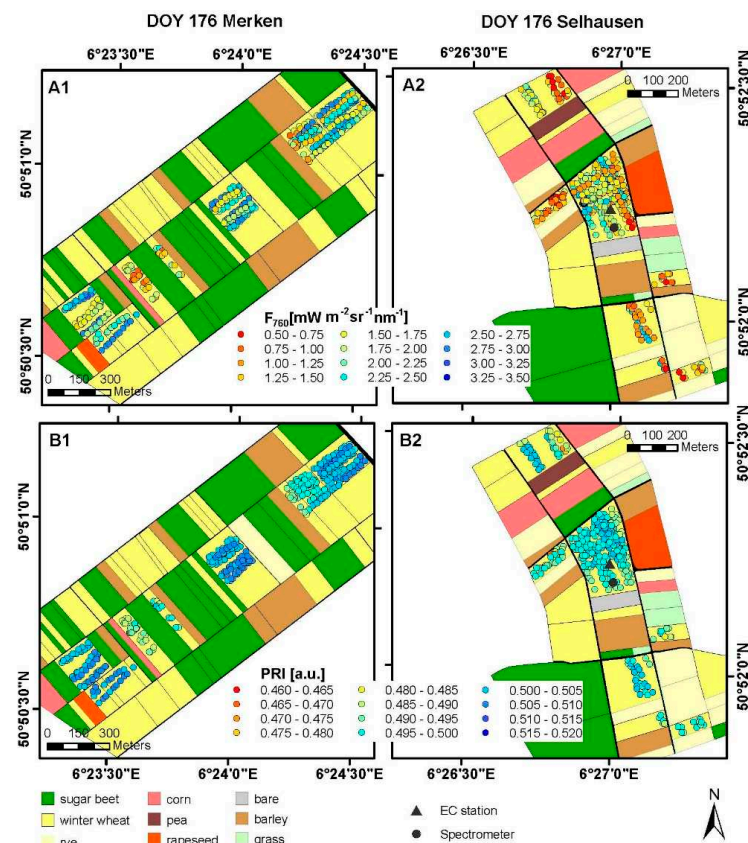 DOY 176 Merken
DOY 176 Selhausen
6°23'30"E 6°24'0"E 6°24'30"E
6°26'30"E 6°27'0"E
A1
A2
0 100 200
Meters
50°51'0"N
50°50'30"N
50°52'30"N
50°52'0"N
F760[mW m-2sr-1nm-1]
0.50 - 0.75 1.50 - 1.75 2.50 - 2.75
0.75 - 1.00 1.75 - 2.00 2.75 - 3.00
1.00 - 1.25 2.00 - 2.25 3.00 - 3.25
1.25 - 1.50 2.25 - 2.50 3.25 - 3.50
0 150 300
Meters
B1
B2
0 100 200
Meters
50°51'0"N
50°50'30"N
50°52'30"N
50°52'0"N
PRI [a.u.]
0.460 - 0.465 0.480 - 0.485 0.500 - 0.505
0.465 - 0.470 0.485 - 0.490 0.505 - 0.510
0.470 - 0.475 0.490 - 0.495 0.510 - 0.515
0.475 - 0.480 0.495 - 0.500 0.515 - 0.520
0 150 300
Meters
6°23'30"E 6°24'0"E 6°24'30"E
6°26'30"E 6°27'0"E
sugar beet corn bare
winter wheat pea barley
rye rapeseed grass
EC station
Spectrometer
N